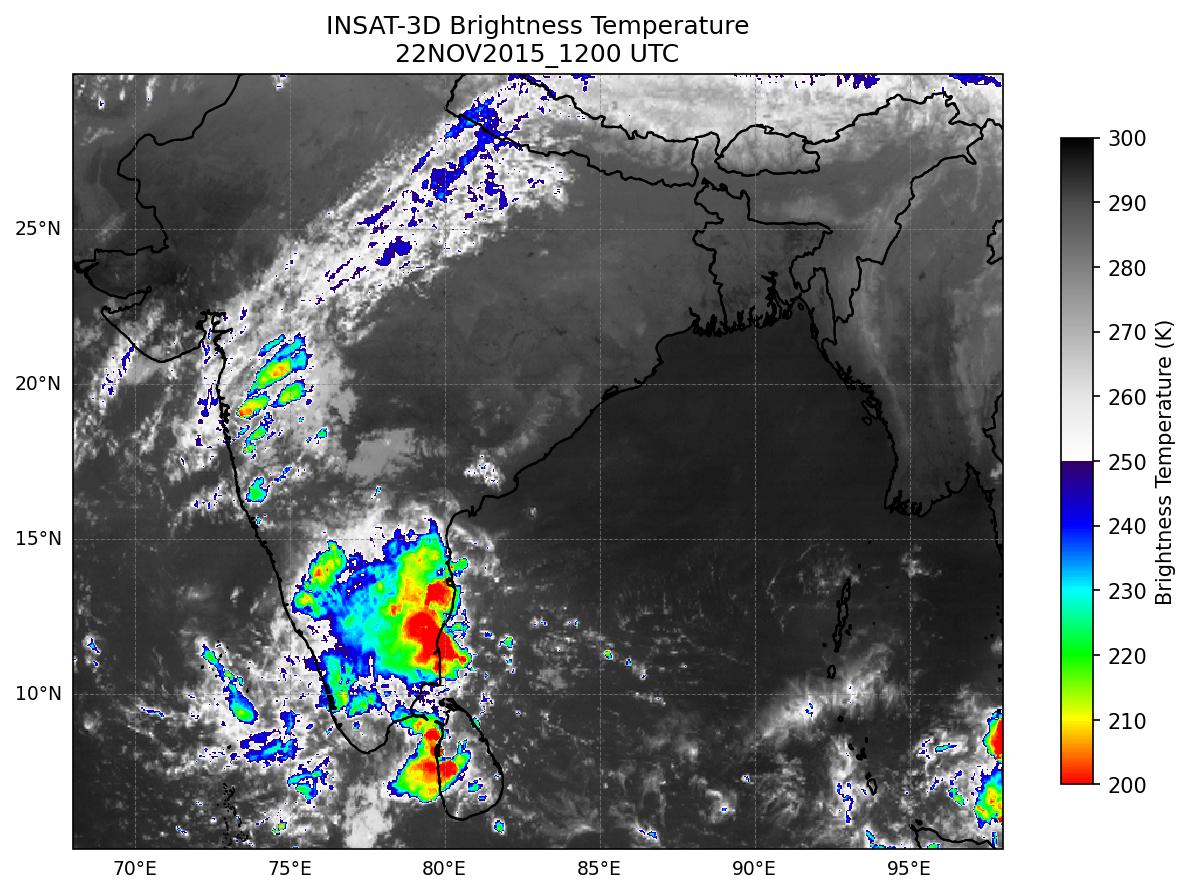 INSAT-3D Brightness Temperature
22NOV2015_1200 UTC
25°N
20°N
15°N
10°N
70°E
75°E
80°E
85°E
90°E
95°E
300
290
280
270
260
250
240
230
220
210
200
Brightness Temperature (K)